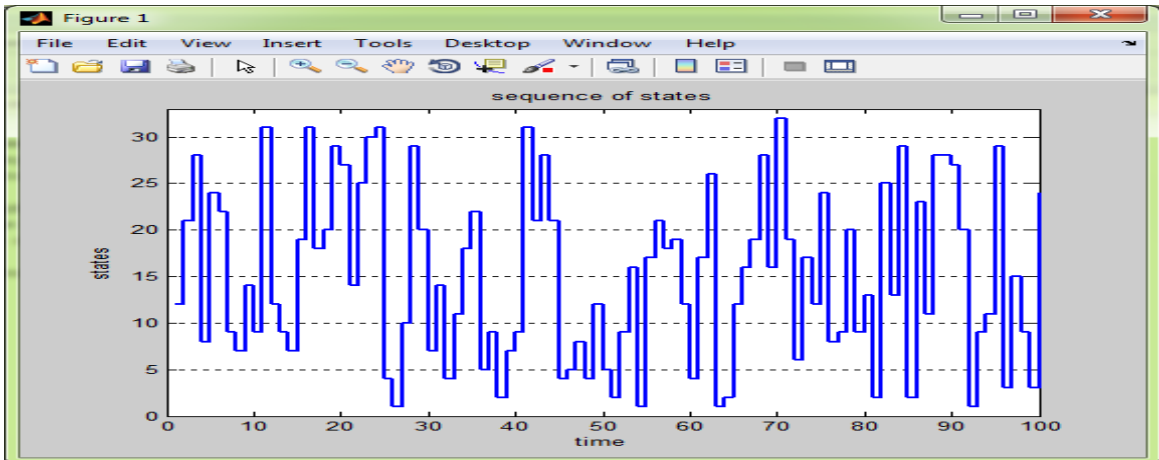 Figure 1
File Edit View Insert Tools Desktop Window Help
sequence of states
30
25
20
15
10
5
0
states
0 10 20 30 40 50 60 70 80 90 100
time